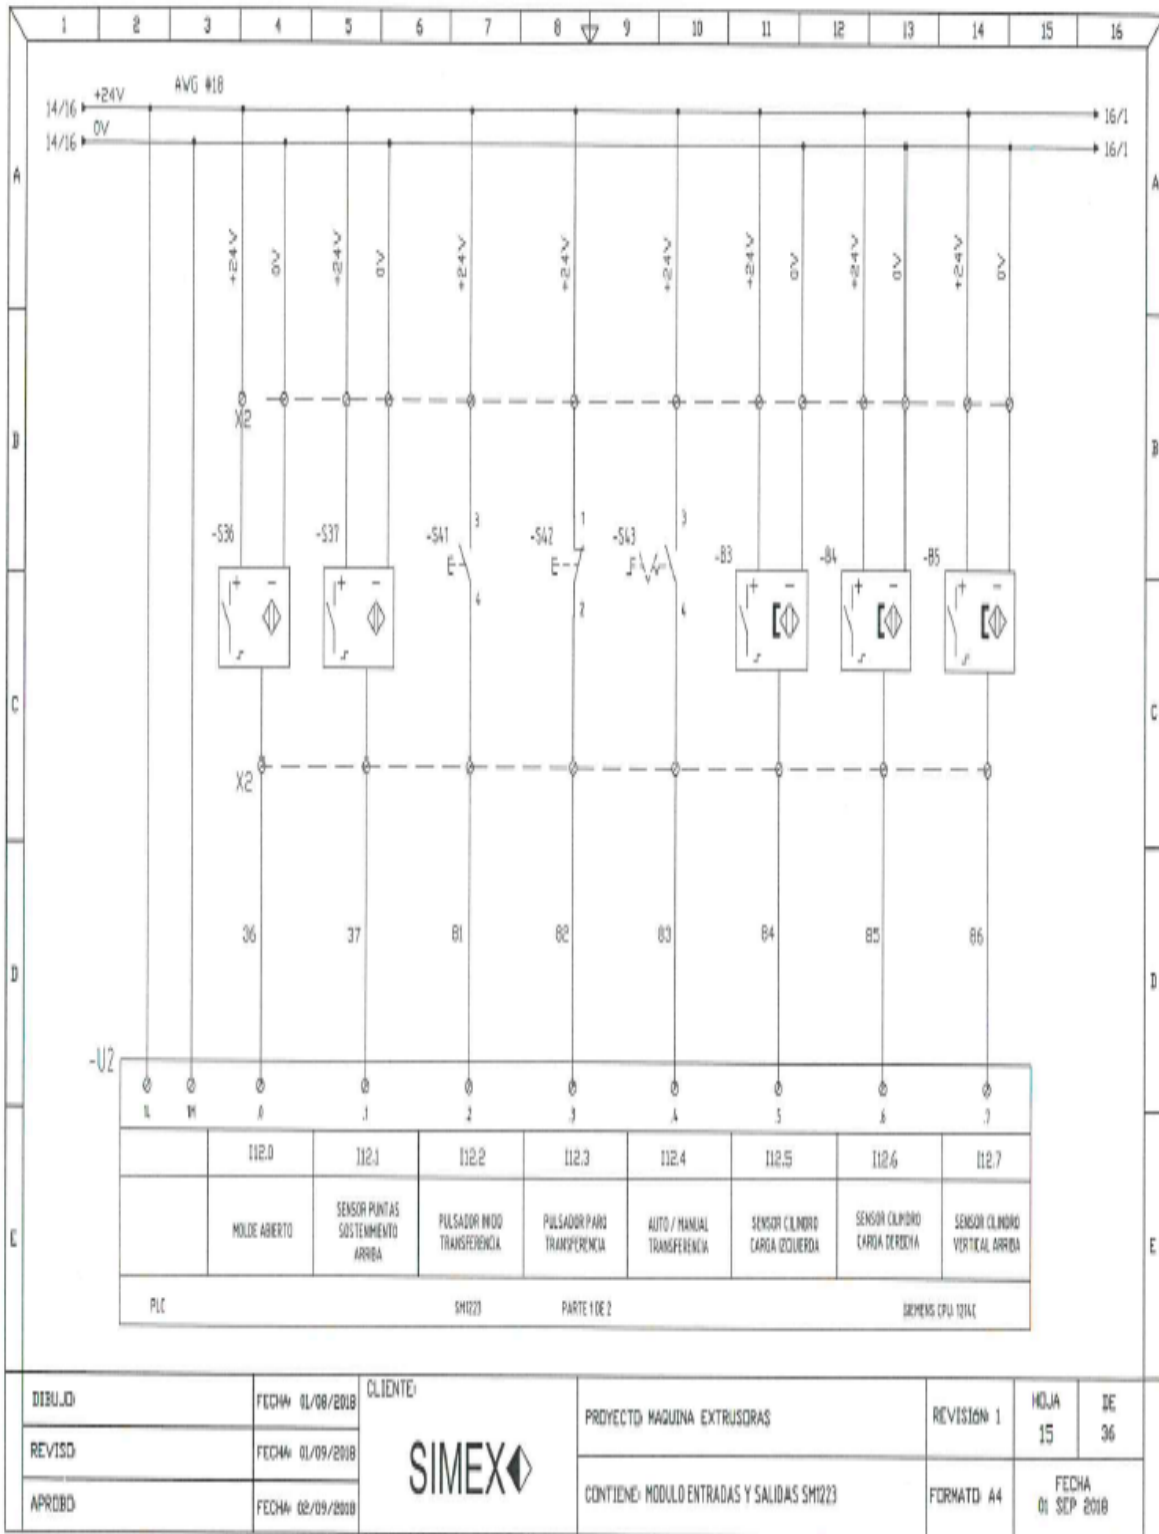 1 2 3 4 5 6 7 8 9 10 11 12 13 14 15 16
AWG #18
14/16 +24V 16/1
14/16 0V 16/1
A A
+24V 0V +24V 0V +24V +24V +24V +24V 0V +24V 0V +24V 0V
B B
X2
-S36 -S37 -S41 3 4 -S42 1 2 -S43 3 4 -B3 -B4 -B5
+ - + - + - + - + -
C C
X2
36 37 81 82 83 84 85 86
D D
-U2
1L 1M .0 .1 .2 .3 .4 .5 .6 .7
I12.0 I12.1 I12.2 I12.3 I12.4 I12.5 I12.6 I12.7
E E
MOLDE ABIERTO
SENSOR PUNTAS
SOSTENIMIENTO
ARRIBA
PULSADOR INICIO
TRANSFERENCIA
PULSADOR PARO
TRANSFERENCIA
AUTO / MANUAL
TRANSFERENCIA
SENSOR CILINDRO
CARGA IZQUIERDA
SENSOR CILINDRO
CARGA DERECHA
SENSOR CILINDRO
VERTICAL ARRIBA
PLC SM1223 PARTE 1 DE 2 SIEMENS CPU 1214C
DIBUJO: FECHA: 01/08/2018
REVISO: FECHA: 01/09/2018
APROBO: FECHA: 02/09/2018
CLIENTE:
SIMEX
PROYECTO: MAQUINA EXTRUSORAS
CONTIENE: MODULO ENTRADAS Y SALIDAS SM1223
REVISIÓN: 1
FORMATO: A4
HOJA DE
15 36
FECHA
01 SEP 2018